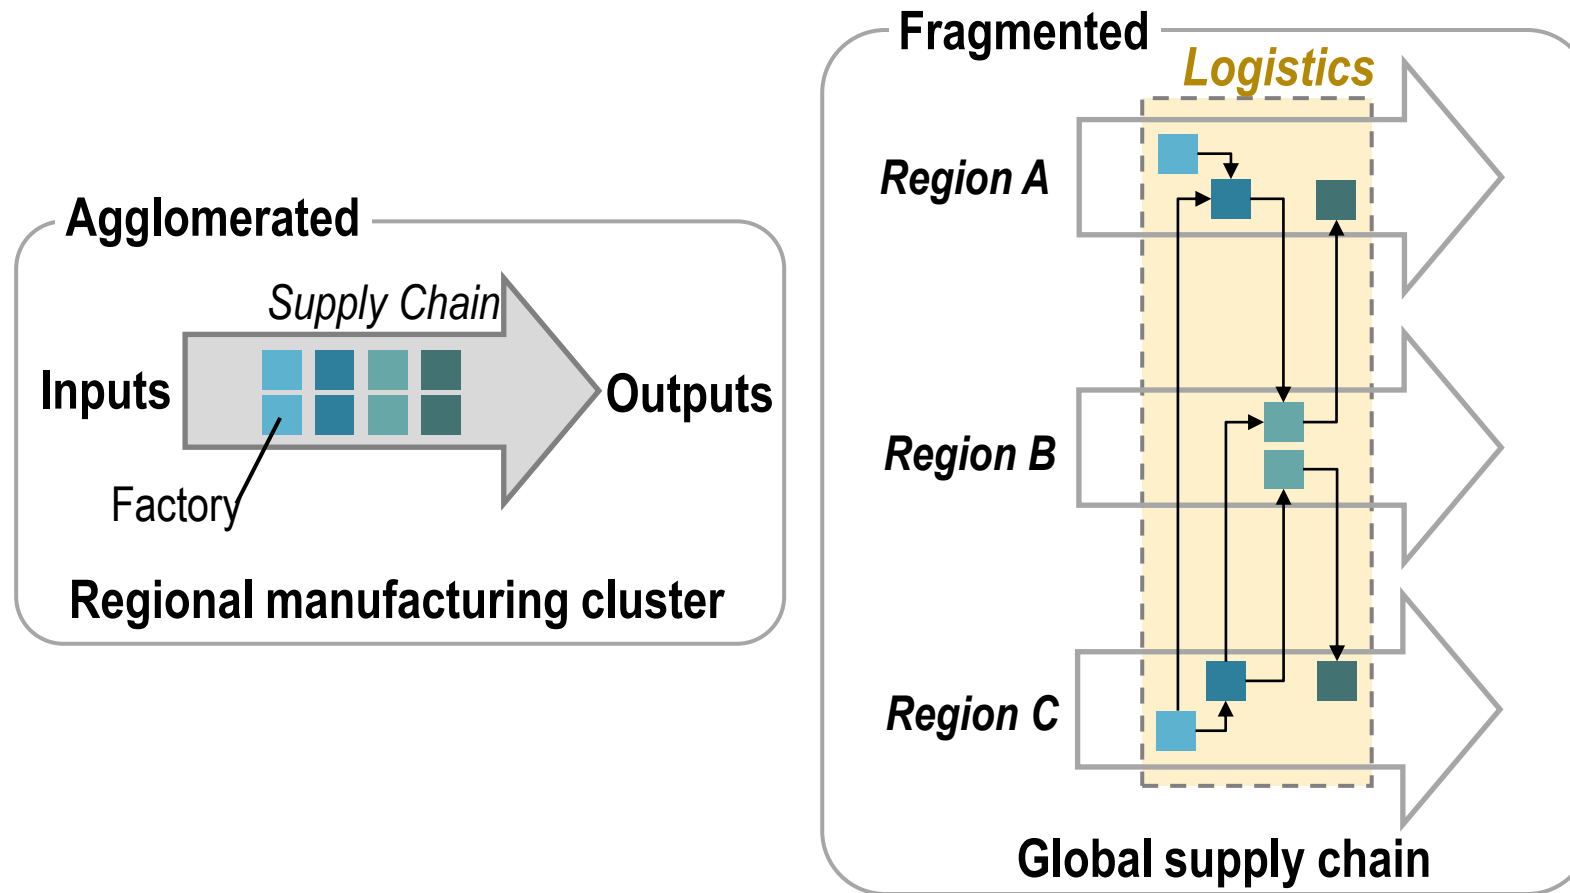 Agglomerated
Supply Chain
Inputs
Outputs
Factory
Regional manufacturing cluster
Fragmented
Logistics
Region A
Region B
Region C
Global supply chain